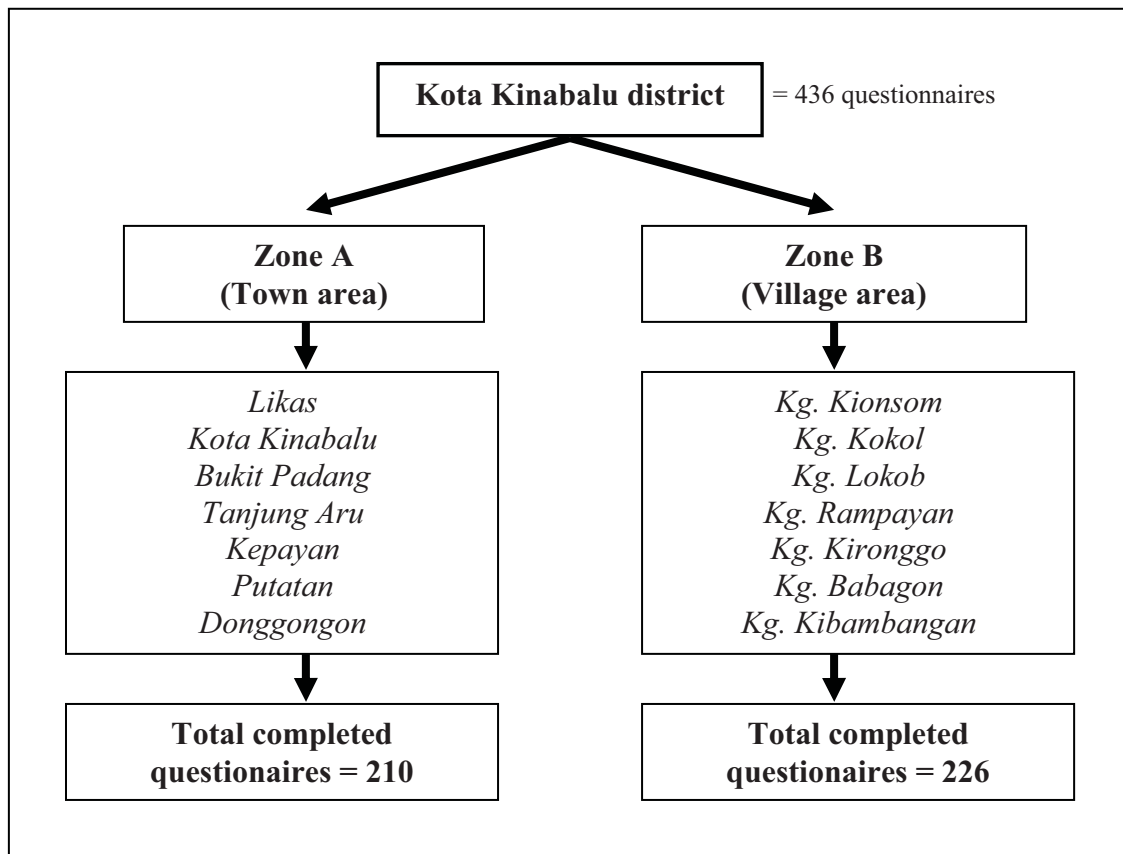 Kota Kinabalu district
= 436 questionnaires
Zone A
(Town area)
Zone B
(Village area)
Likas
Kota Kinabalu
Bukit Padang
Tanjung Aru
Kepayan
Putatan
Donggongon
Kg. Kionsom
Kg. Kokol
Kg. Lokob
Kg. Rampayan
Kg. Kironggo
Kg. Babagon
Kg. Kibambangan
Total completed
questionaires = 210
Total completed
questionaires = 226